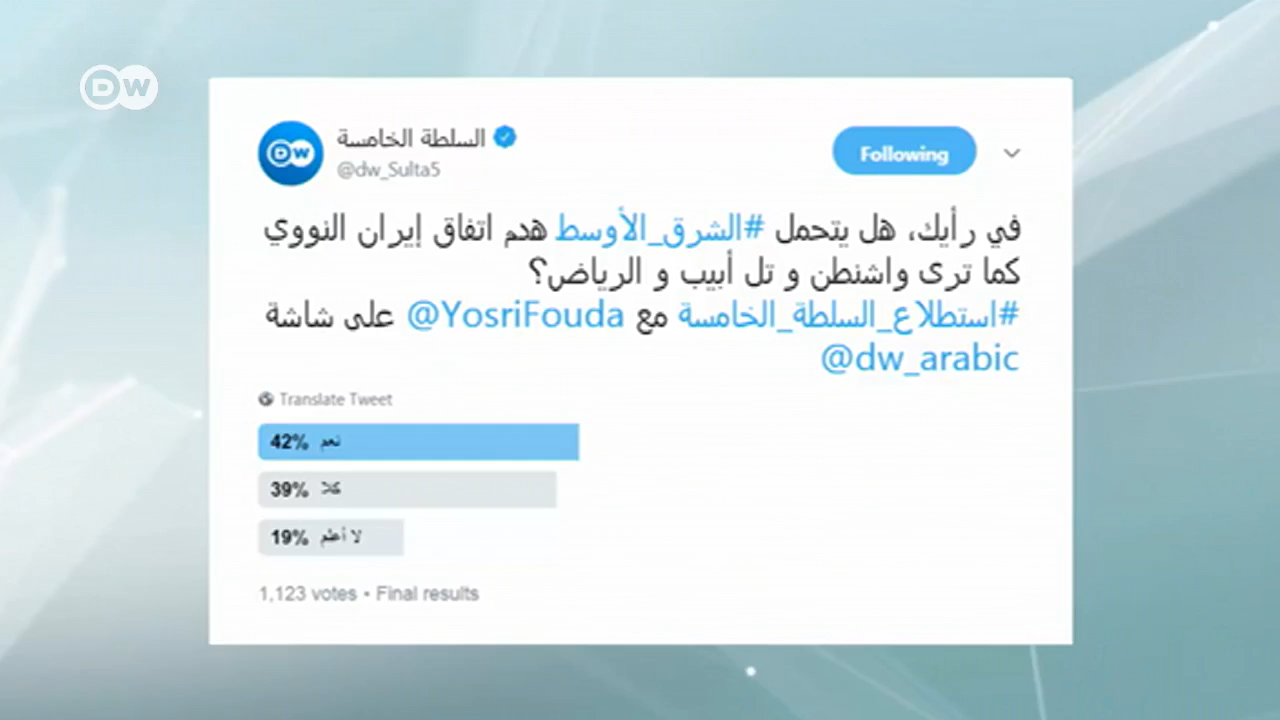 DW
DW
السلطة الخامسة
@dw_Sulta5
Following
في رأيك، هل يتحمل #الشرق_الأوسط هدم اتفاق إيران النووي
كما ترى واشنطن و تل أبيب و الرياض؟
#استطلاع_السلطة_الخامسة مع @YosriFouda على شاشة
@dw_arabic
Translate Tweet
42% نعم
39% كلا
19% لا أعلم
1,123 votes • Final results